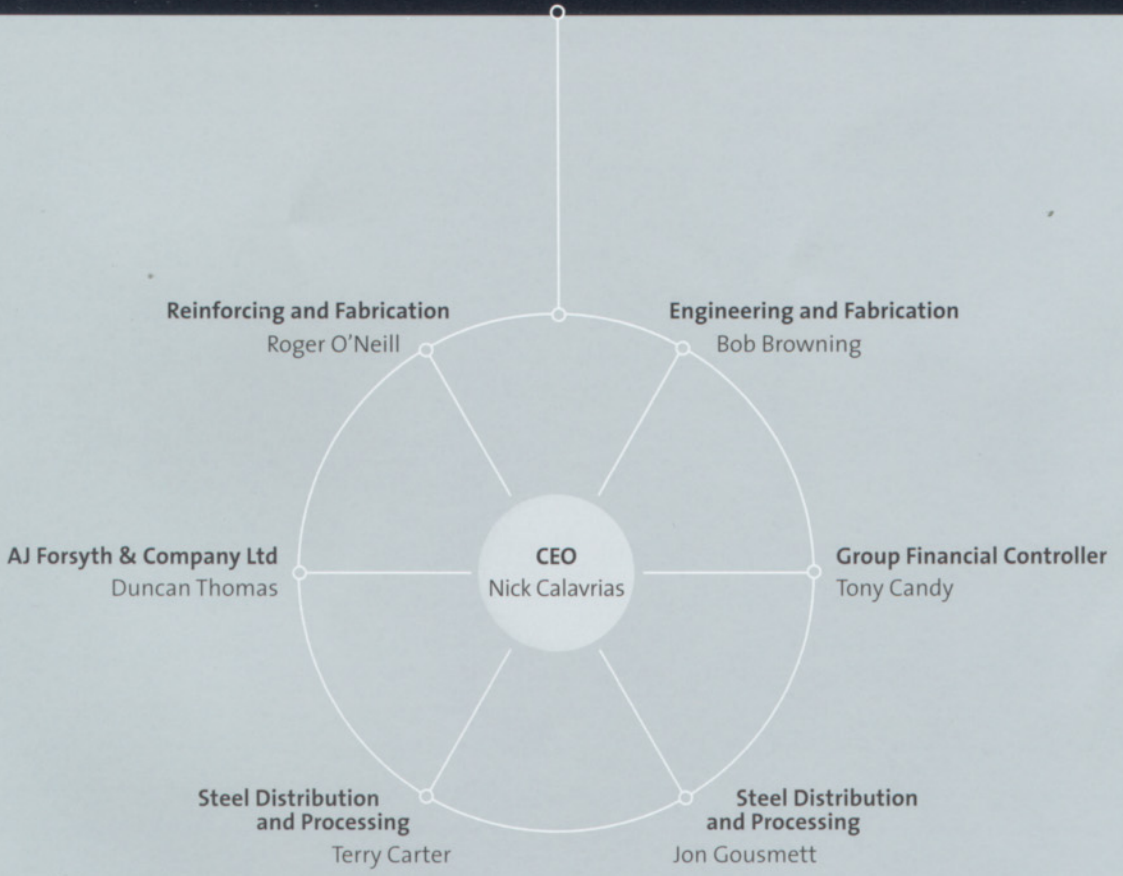 Reinforcing and Fabrication
Roger O'Neill
Engineering and Fabrication
Bob Browning
AJ Forsyth & Company Ltd
Duncan Thomas
CEO
Nick Calavrias
Group Financial Controller
Tony Candy
Steel Distribution
and Processing
Terry Carter
Steel Distribution
and Processing
Jon Gousmett